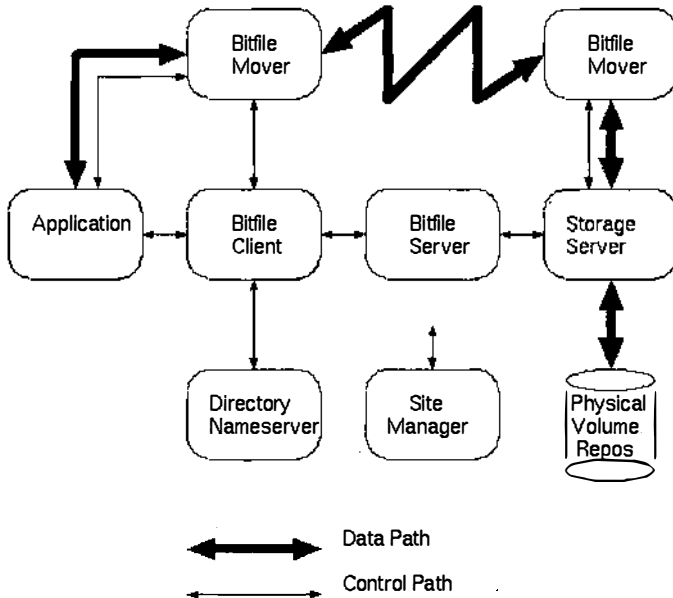 Bitfile
Mover
Bitfile
Mover
Application
Bitfile
Client
Bitfile
Server
Storage
Server
Directory
Nameserver
Site
Manager
Physical
Volume
Repos
Data Path
Control Path